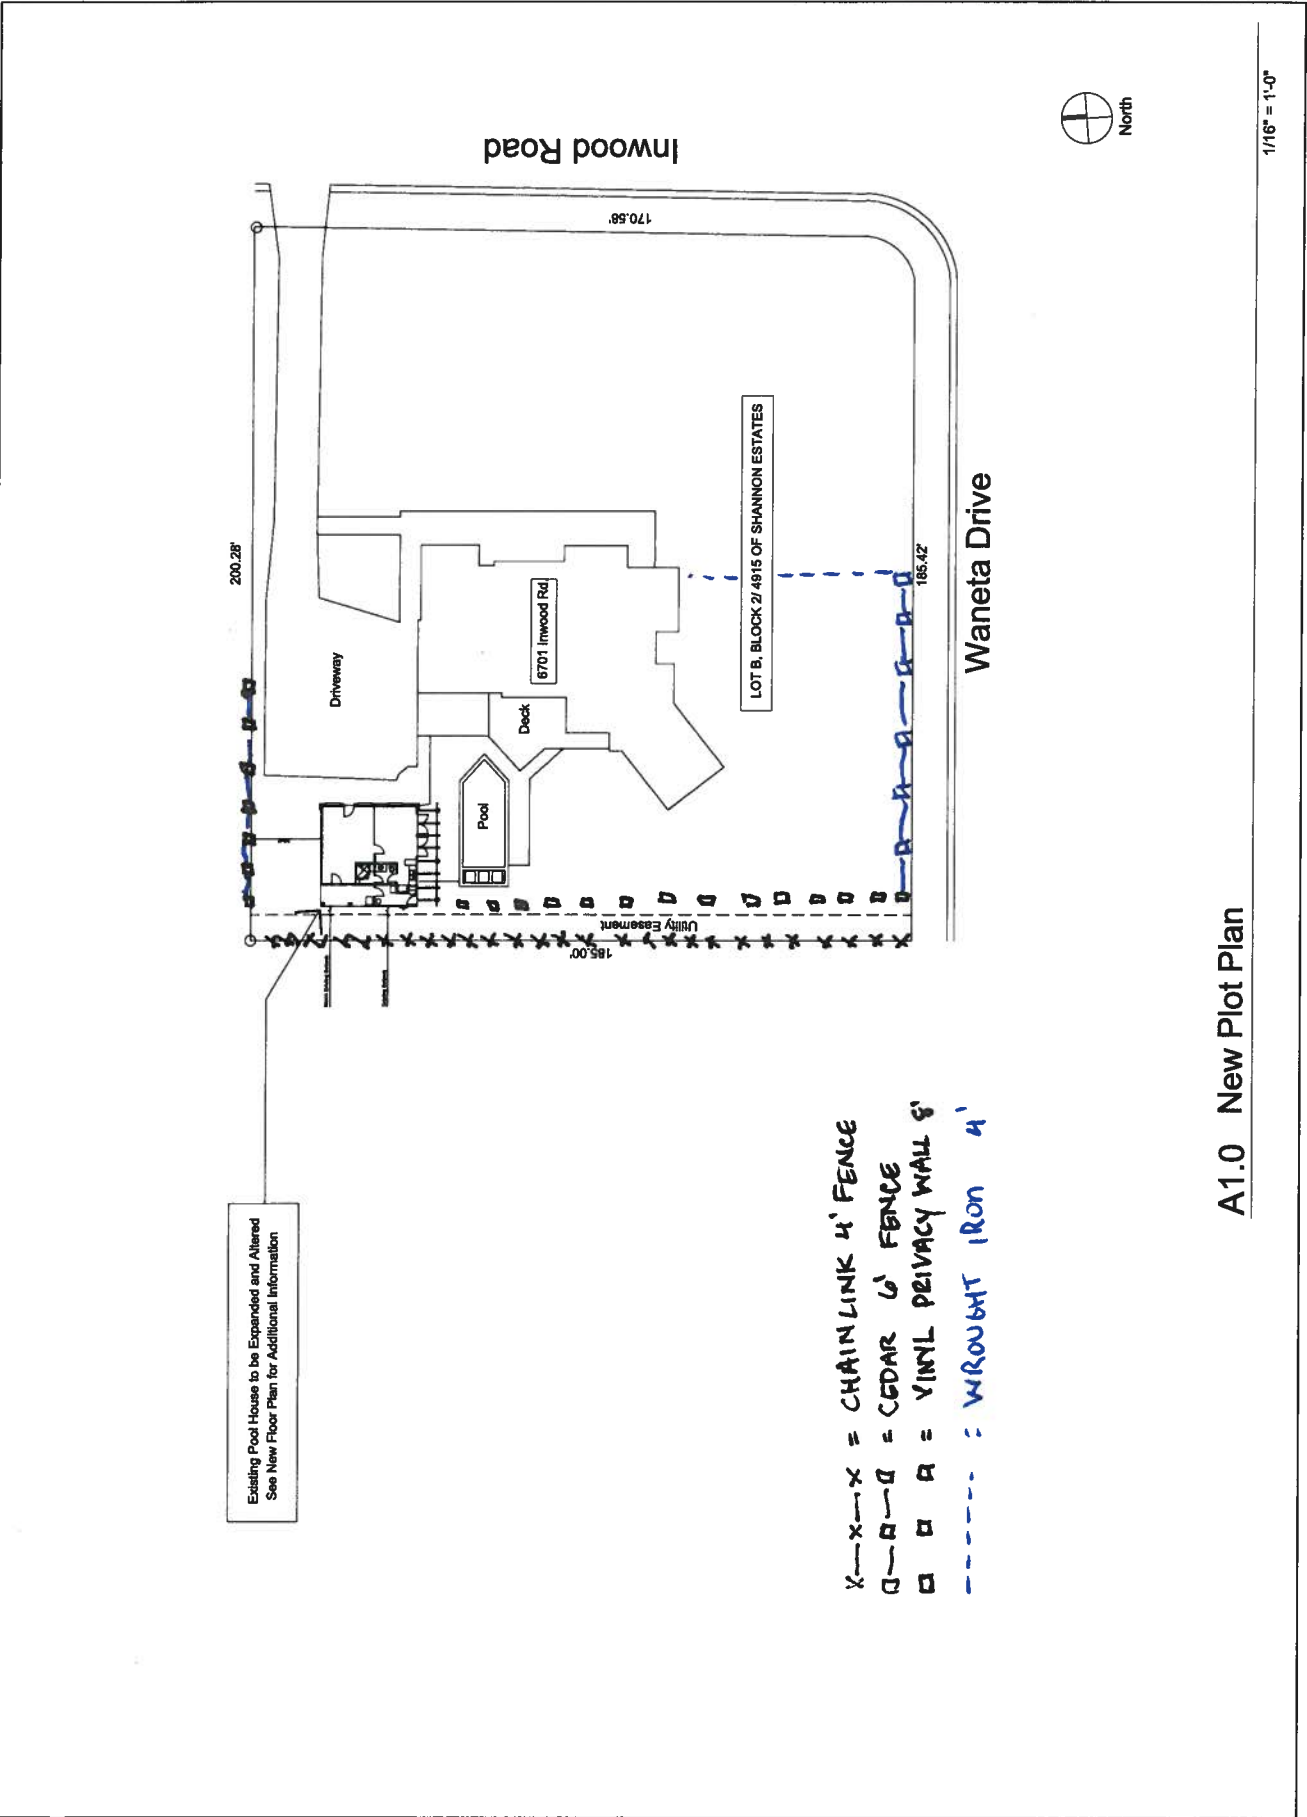 Existing Pool House to be Expanded and Altered
See New Floor Plan for Additional Information
185.00'
Utility Easement
200.28'
Driveway
Pool
Deck
6701 Inwood Rd.
LOT B, BLOCK 2/ 4915 OF SHANNON ESTATES
185.42'
170.58'
Inwood Road
Waneta Drive
North
X—X—X = CHAINLINK 4' FENCE
□—□—□ = CEDAR 6' FENCE
□ □ □ = VINYL PRIVACY WALL 8'
------ : WROUGHT IRON 4'
A1.0 New Plot Plan
1/16" = 1'-0"